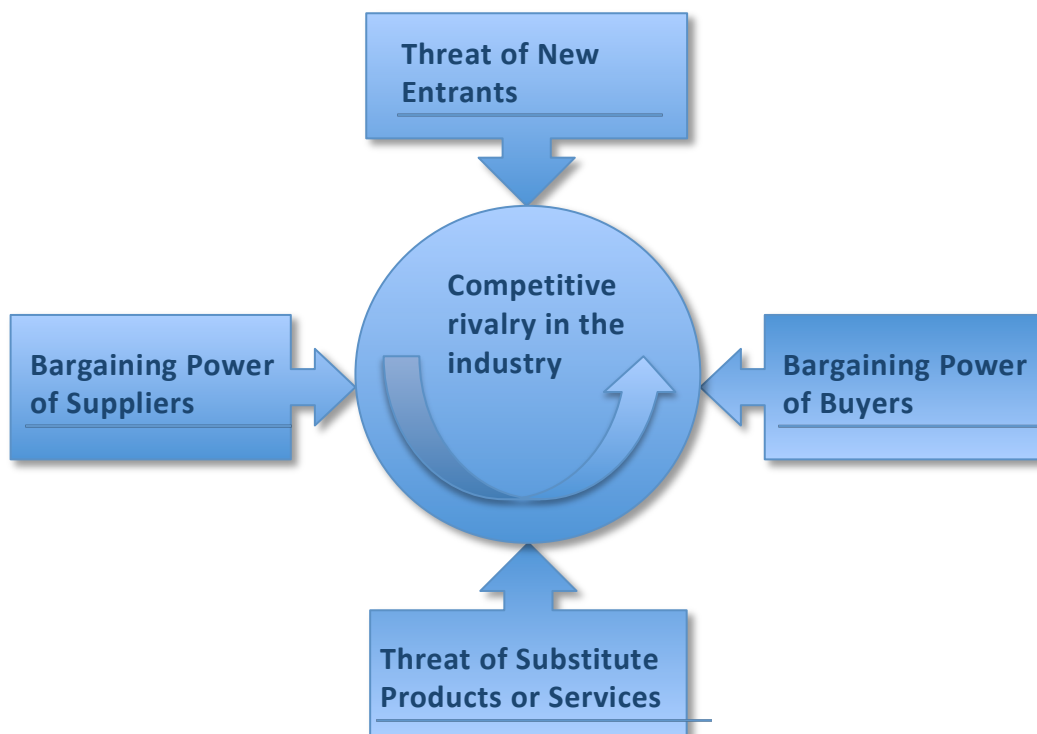 Threat of New
Entrants
Competitive
rivalry in the
industry
Bargaining Power
of Suppliers
Bargaining Power
of Buyers
Threat of Substitute
Products or Services